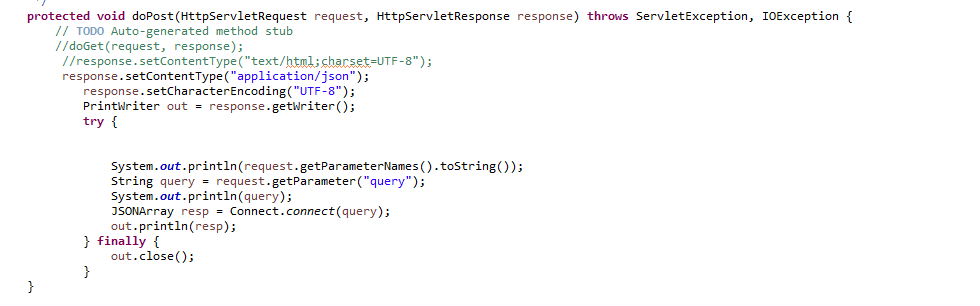 */
protected void doPost(HttpServletRequest request, HttpServletResponse response) throws ServletException, IOException {
// TODO Auto-generated method stub
//doGet(request, response);
//response.setContentType("text/html;charset=UTF-8");
response.setContentType("application/json");
response.setCharacterEncoding("UTF-8");
PrintWriter out = response.getWriter();
try {
System.out.println(request.getParameterNames().toString());
String query = request.getParameter("query");
System.out.println(query);
JSONArray resp = Connect.connect(query);
out.println(resp);
} finally {
out.close();
}
}